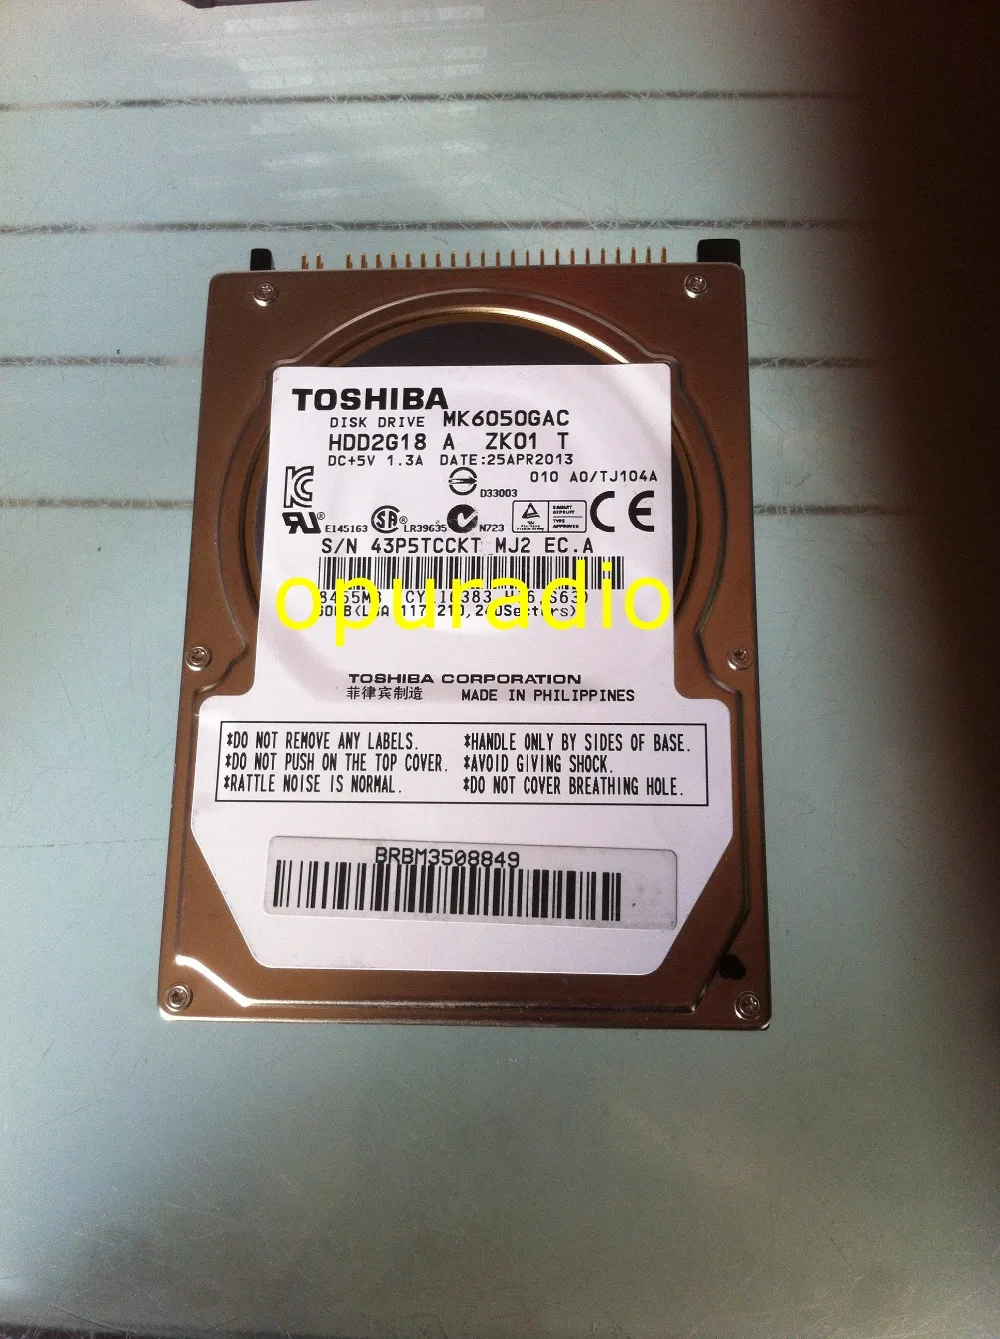 TOSHIBA
DISK DRIVE MK6050GAC
HDD2G18 A ZK01 T
DC+5V 1.3A DATE:25APR2013
010 A0/TJ104A
D33003
E145163 SA LR39635 N723
CE
S/N 43P5TCCKT MJ2 EC.A
opuradio
TOSHIBA CORPORATION
菲律宾制造 MADE IN PHILIPPINES
*DO NOT REMOVE ANY LABELS. *HANDLE ONLY BY SIDES OF BASE.
*DO NOT PUSH ON THE TOP COVER. *AVOID GIVING SHOCK.
*RATTLE NOISE IS NORMAL. *DO NOT COVER BREATHING HOLE.
BRBM3508849